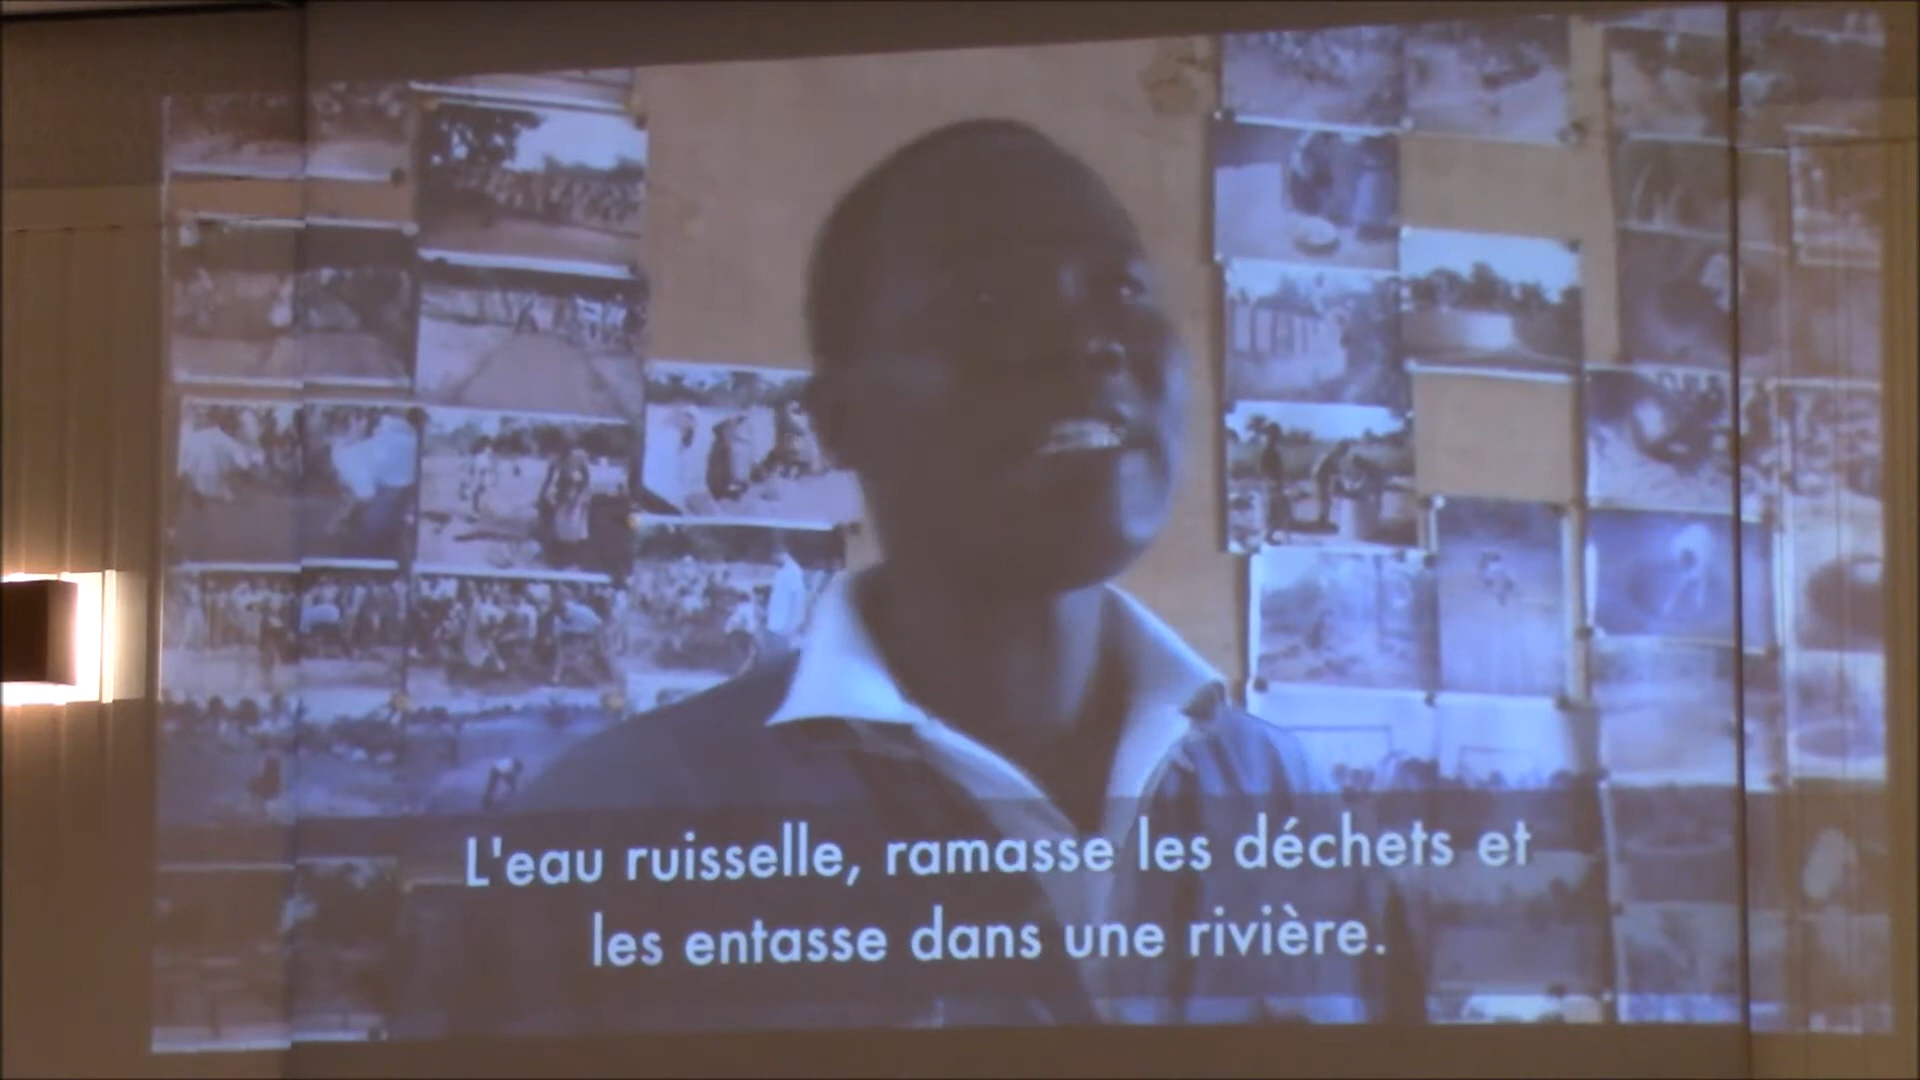 L'eau ruisselle, ramasse les déchets et
les entasse dans une rivière.